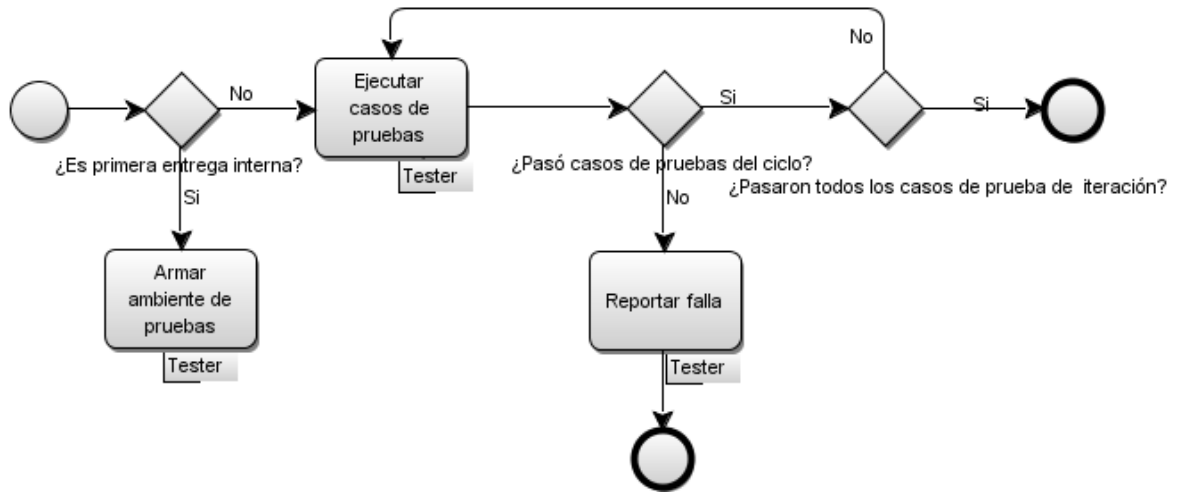 No
No
Ejecutar
casos de
pruebas
Si
Si
¿Es primera entrega interna?
Tester
¿Pasó casos de pruebas del ciclo?
¿Pasaron todos los casos de prueba de iteración?
Si
No
Armar
ambiente de
pruebas
Reportar falla
Tester
Tester